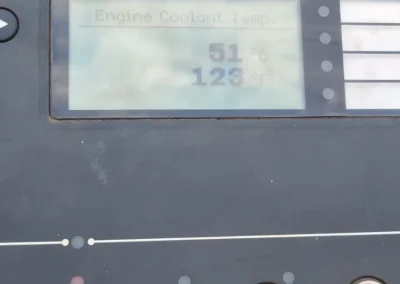 Engine Coolant Temp.
51 °C
123 °F